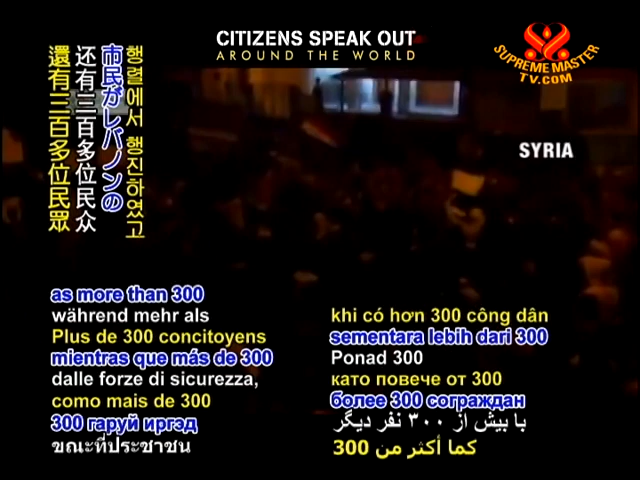 CITIZENS SPEAK OUT
AROUND THE WORLD
SUPREME MASTER
TV.COM
SYRIA
행렬에서 행진하였고
市民がレバノンの
还有三百多位民众
還有三百多位民眾
as more than 300
während mehr als
Plus de 300 concitoyens
mientras que más de 300
dalle forze di sicurezza,
como mais de 300
300 гаруй иргэд
ขณะที่ประชาชน
khi có hơn 300 công dân
sementara lebih dari 300
Ponad 300
като повече от 300
более 300 сограждан
با بیش از ۳۰۰ نفر دیگر
كما أكثر من 300